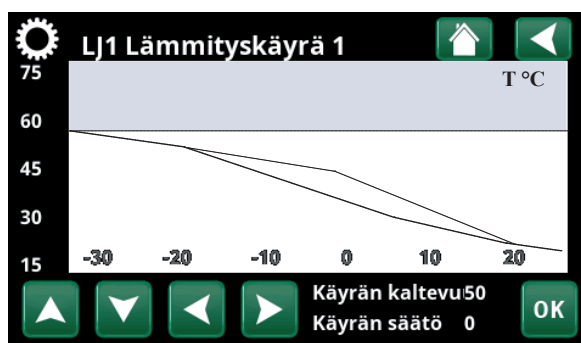 LJ1 Lämmityskäyrä 1
75
T °C
60
45
30
15
-30 -20 -10 0 10 20
Käyrän kaltevu 50
Käyrän säätö 0
OK